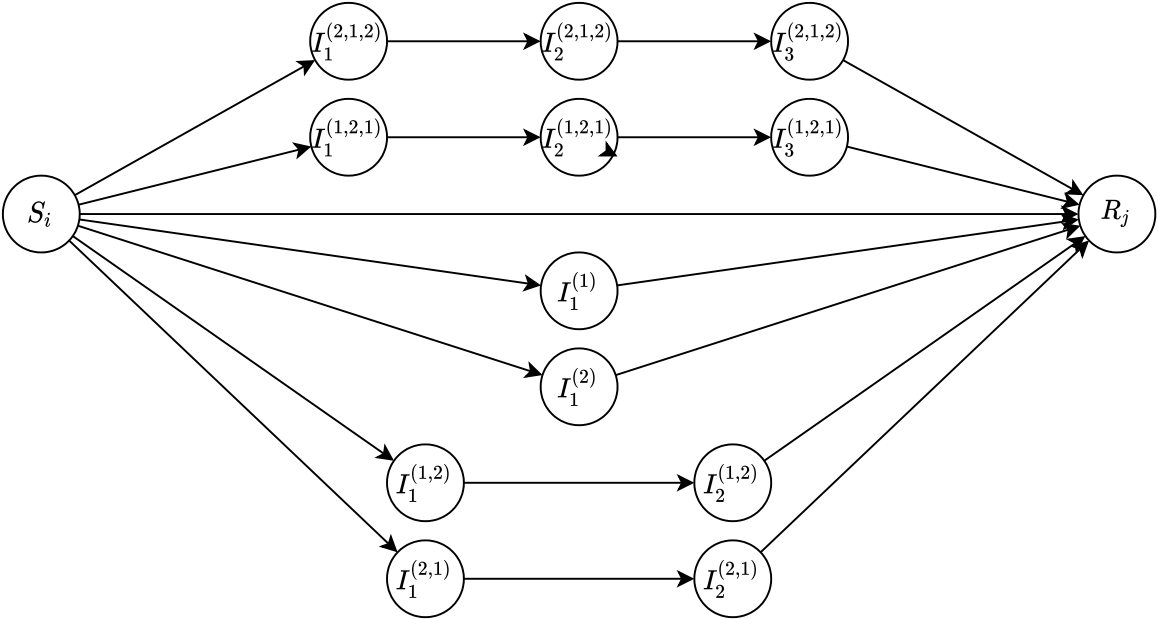 I_1^{(2,1,2)} I_2^{(2,1,2)} I_3^{(2,1,2)}
I_1^{(1,2,1)} I_2^{(1,2,1)} I_3^{(1,2,1)}
S_i R_j
I_1^{(1)}
I_1^{(2)}
I_1^{(1,2)} I_2^{(1,2)}
I_1^{(2,1)} I_2^{(2,1)}